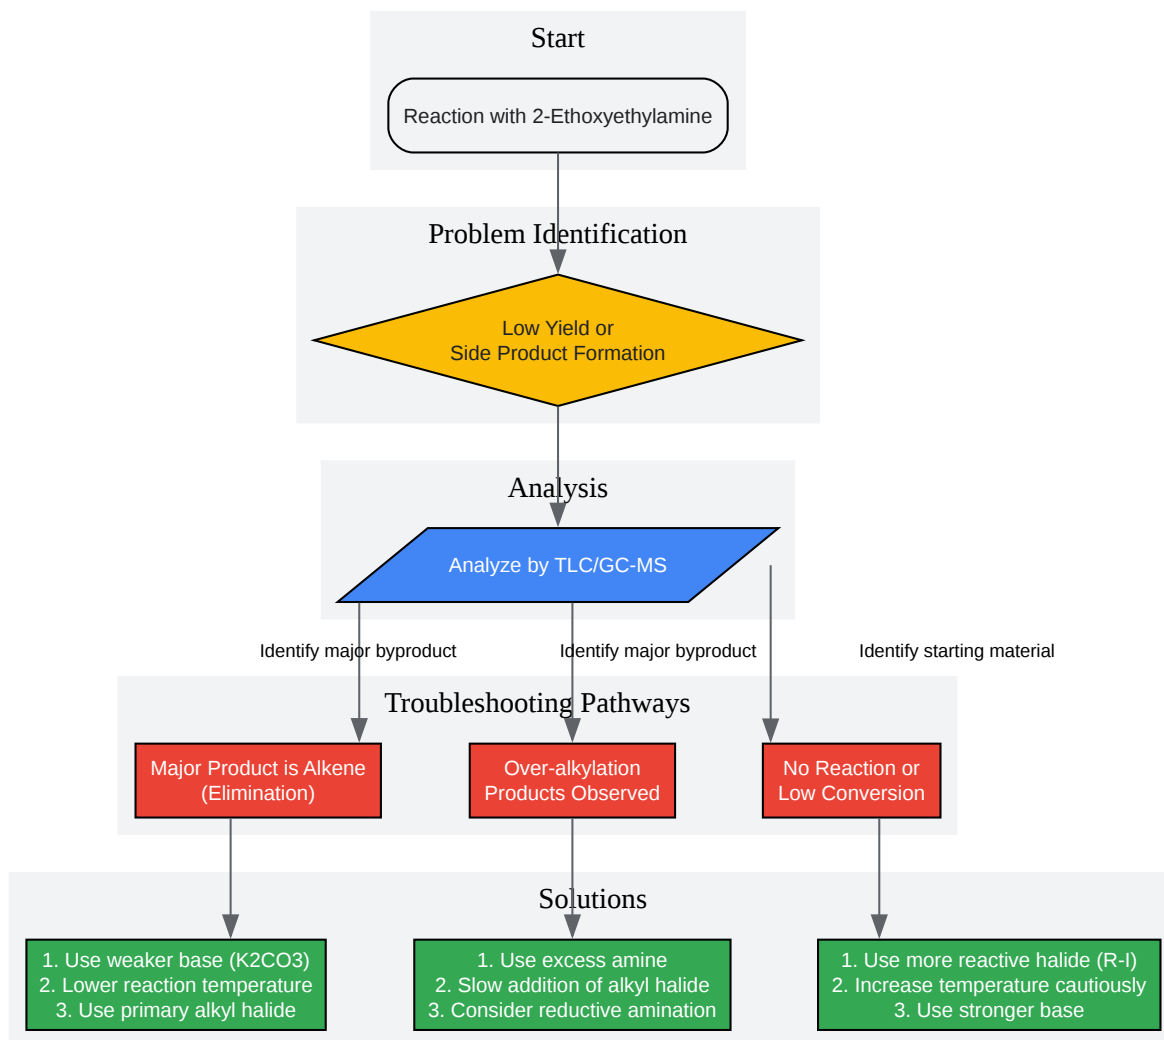 Start
Reaction with 2-Ethoxyethylamine
Problem Identification
Low Yield or
Side Product Formation
Analysis
Analyze by TLC/GC-MS
Identify major byproduct
Identify major byproduct
Identify starting material
Troubleshooting Pathways
Major Product is Alkene
(Elimination)
Over-alkylation
Products Observed
No Reaction or
Low Conversion
Solutions
1. Use weaker base (K2CO3)
2. Lower reaction temperature
3. Use primary alkyl halide
1. Use excess amine
2. Slow addition of alkyl halide
3. Consider reductive amination
1. Use more reactive halide (R-I)
2. Increase temperature cautiously
3. Use stronger base